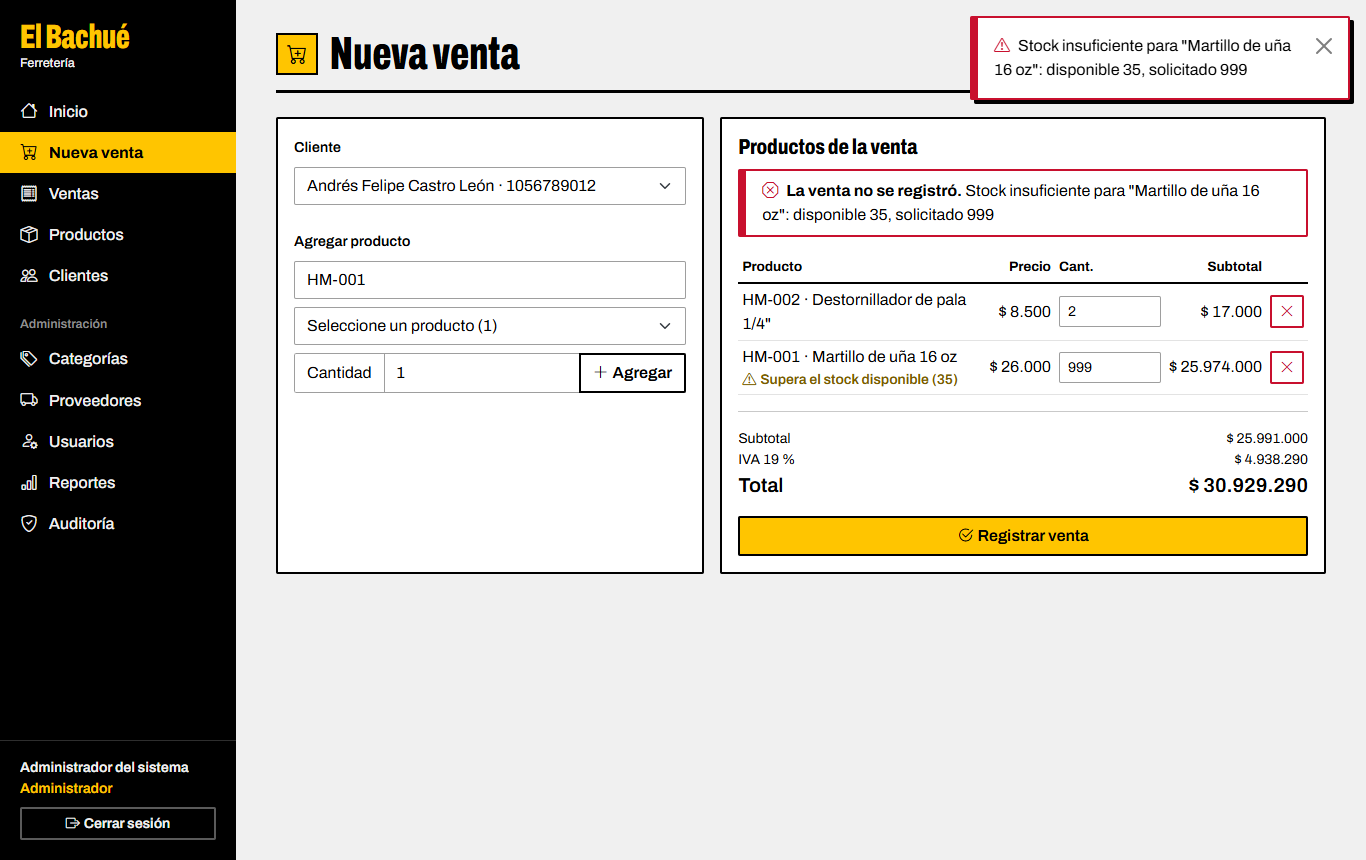 El Bachué
Ferretería
Inicio
Nueva venta
Ventas
Productos
Clientes
Administración
Categorías
Proveedores
Usuarios
Reportes
Auditoría
Administrador del sistema
Administrador
Cerrar sesión
Nueva venta
Stock insuficiente para "Martillo de uña
16 oz": disponible 35, solicitado 999
Cliente
Andrés Felipe Castro León · 1056789012
Agregar producto
HM-001
Seleccione un producto (1)
Cantidad 1 Agregar
Productos de la venta
La venta no se registró. Stock insuficiente para "Martillo de uña 16
oz": disponible 35, solicitado 999
Producto Precio Cant. Subtotal
HM-002 · Destornillador de pala
1/4" $ 8.500 2 $ 17.000
HM-001 · Martillo de uña 16 oz $ 26.000 999 $ 25.974.000
Supera el stock disponible (35)
Subtotal $ 25.991.000
IVA 19 % $ 4.938.290
Total $ 30.929.290
Registrar venta